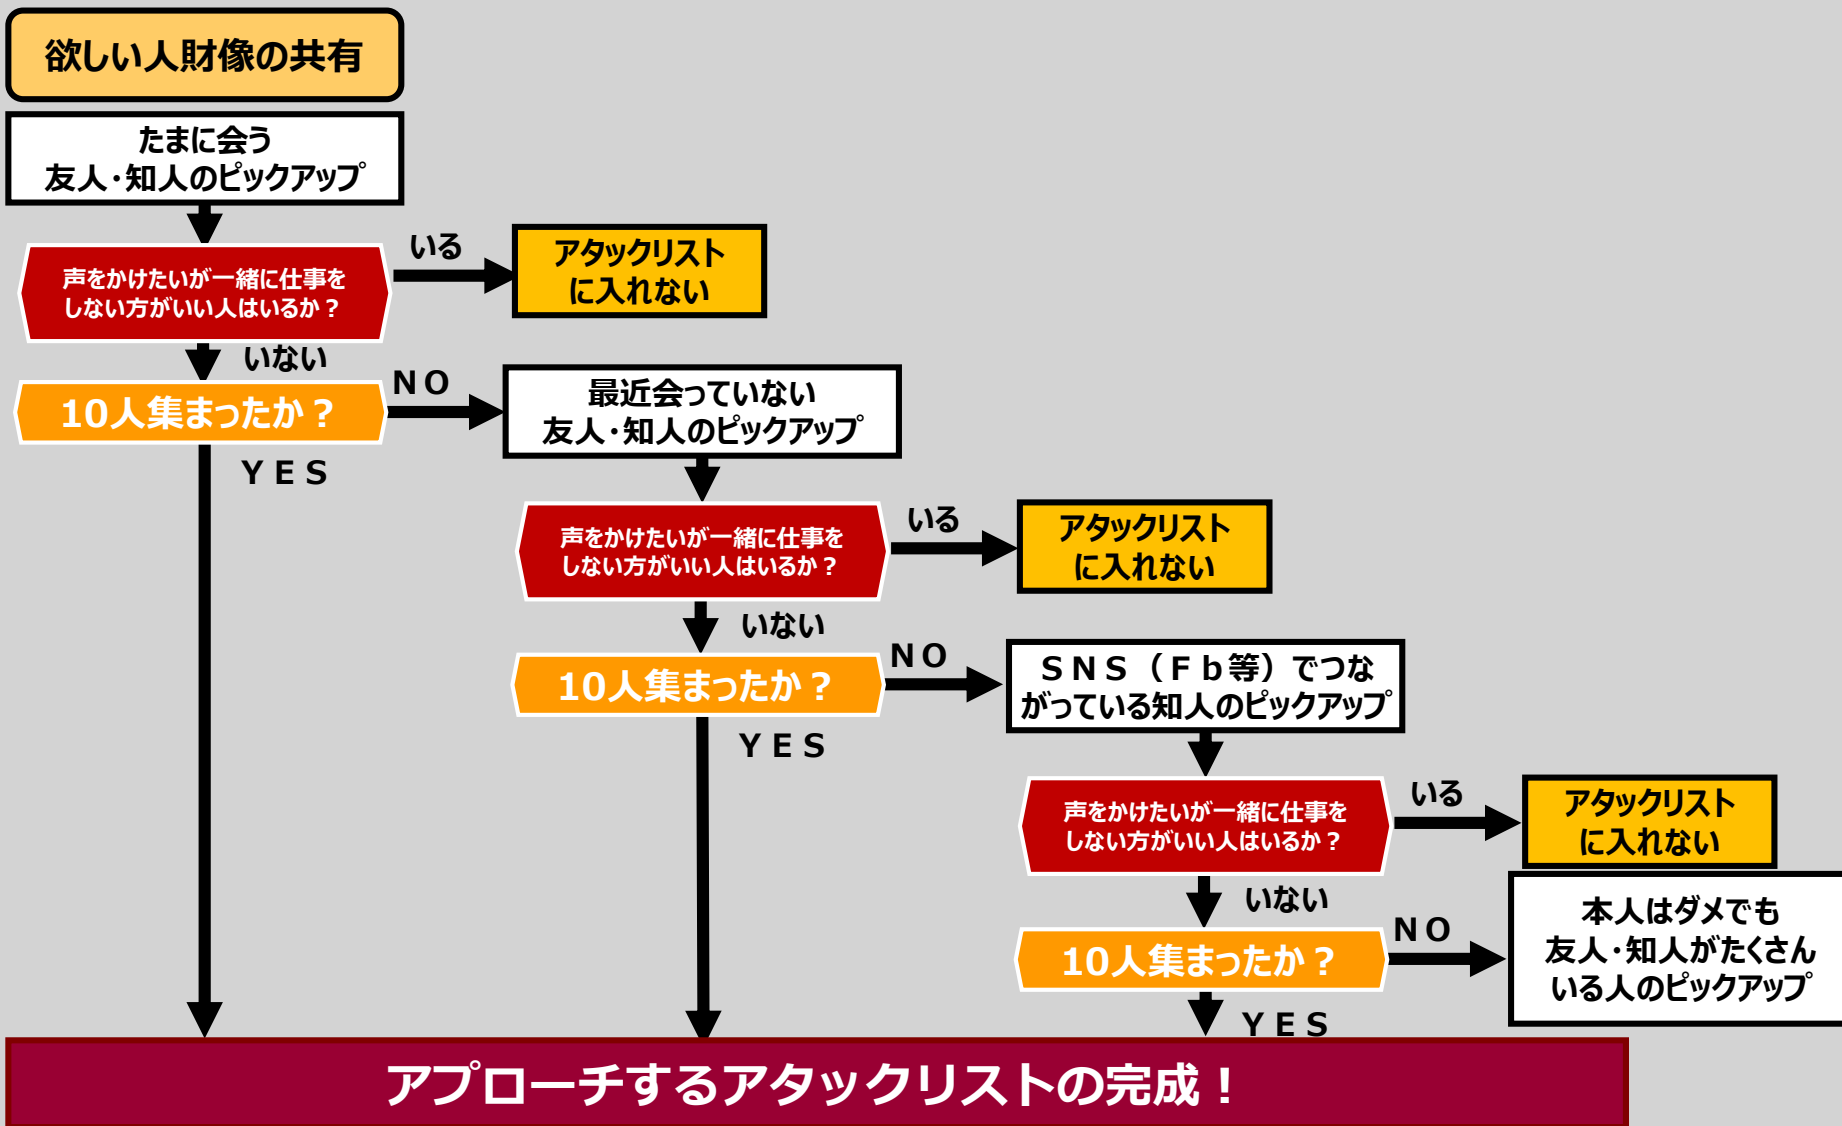 欲しい人財像の共有
たまに会う
友人・知人のピックアップ
声をかけたいが一緒に仕事を
しない方がいい人はいるか？
いる
アタックリスト
に入れない
いない
10人集まったか？
ＮＯ
ＹＥＳ
最近会っていない
友人・知人のピックアップ
声をかけたいが一緒に仕事を
しない方がいい人はいるか？
いる
アタックリスト
に入れない
いない
10人集まったか？
ＮＯ
ＹＥＳ
ＳＮＳ（Ｆｂ等）でつな
がっている知人のピックアップ
声をかけたいが一緒に仕事を
しない方がいい人はいるか？
いる
アタックリスト
に入れない
いない
10人集まったか？
ＮＯ
ＹＥＳ
本人はダメでも
友人・知人がたくさん
いる人のピックアップ
アプローチするアタックリストの完成！